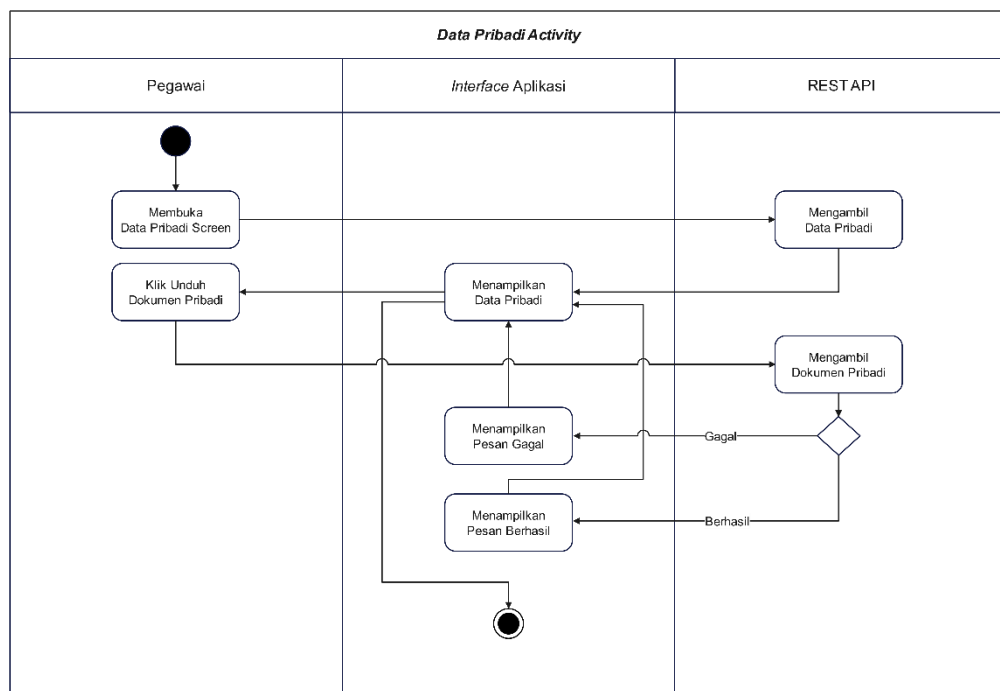 Data Pribadi Activity
Pegawai
Interface Aplikasi
REST API
Membuka
Data Pribadi Screen
Mengambil
Data Pribadi
Klik Unduh
Dokumen Pribadi
Menampilkan
Data Pribadi
Mengambil
Dokumen Pribadi
Menampilkan
Pesan Gagal
Gagal
Menampilkan
Pesan Berhasil
Berhasil